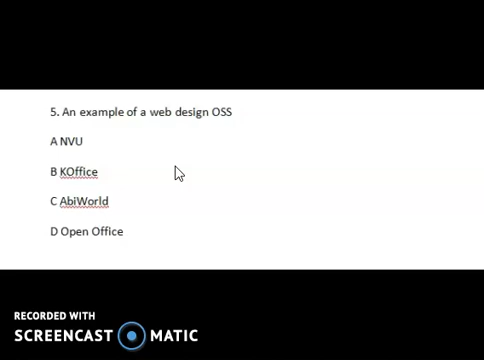 5. An example of a web design OSS
A NVU
B KOffice
C AbiWorld
D Open Office
RECORDED WITH
SCREENCAST MATIC